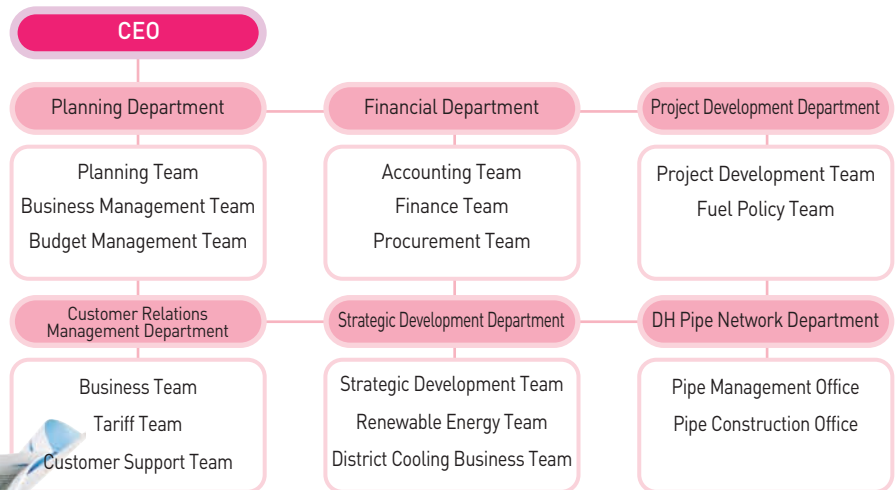 CEO
Planning Department
Financial Department
Project Development Department
Planning Team
Business Management Team
Budget Management Team
Accounting Team
Finance Team
Procurement Team
Project Development Team
Fuel Policy Team
Customer Relations
Management Department
Strategic Development Department
DH Pipe Network Department
Business Team
Tariff Team
Customer Support Team
Strategic Development Team
Renewable Energy Team
District Cooling Business Team
Pipe Management Office
Pipe Construction Office